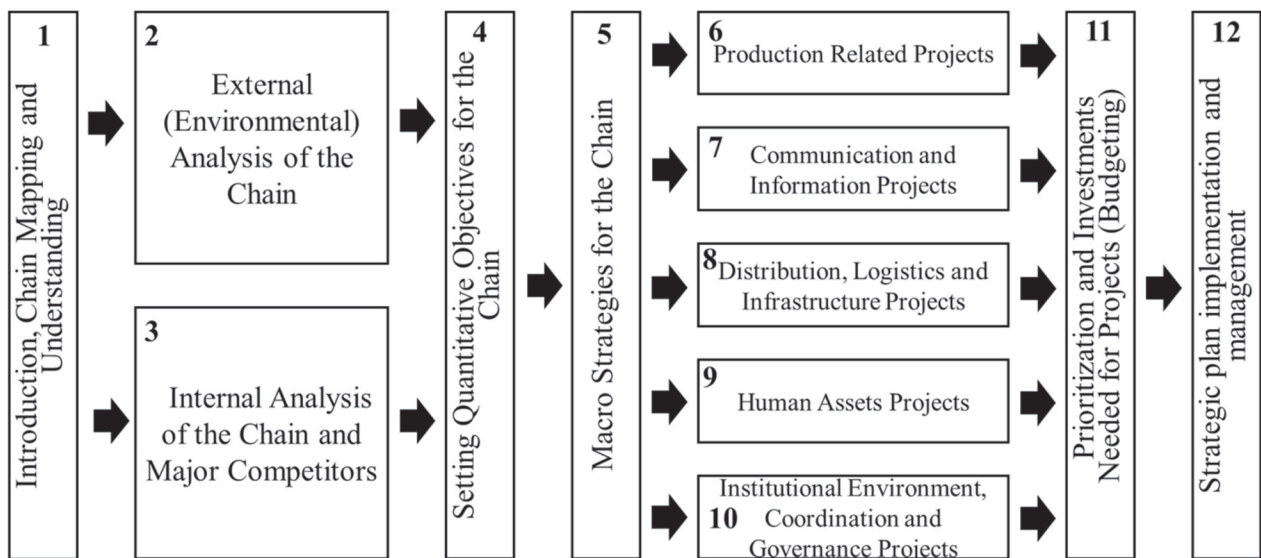 1
Introduction, Chain Mapping and
Understanding
2
External
(Environmental)
Analysis of the
Chain
3
Internal Analysis
of the Chain and
Major Competitors
4
Setting Quantitative Objectives for the
Chain
5
Macro Strategies for the Chain
6
Production Related Projects
7
Communication and
Information Projects
8
Distribution, Logistics and
Infrastructure Projects
9
Human Assets Projects
10
Institutional Environment,
Coordination and
Governance Projects
11
Prioritization and Investments
Needed for Projects (Budgeting)
12
Strategic plan implementation and
management